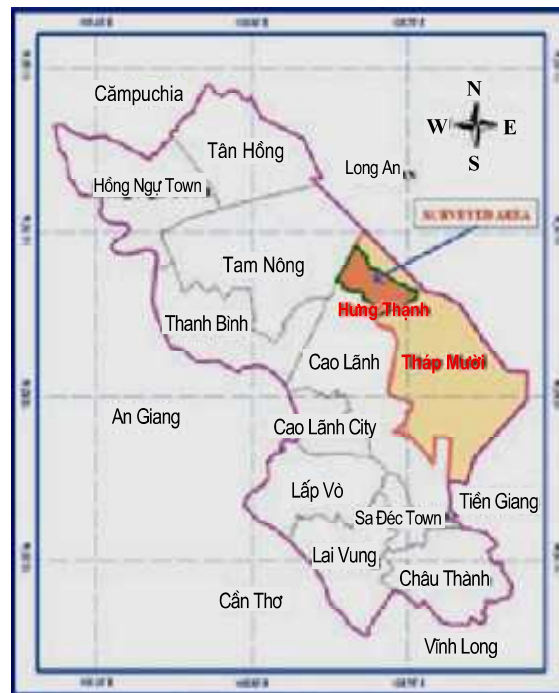 Cămpuchia
N
W E
S
Tân Hồng
Long An
Hồng Ngự Town
SURVEYED AREA
Tam Nông
Hưng Thạnh
Thanh Bình
Cao Lãnh
Tháp Mười
An Giang
Cao Lãnh City
Lấp Vò
Tiền Giang
Sa Đéc Town
Lai Vung
Châu Thành
Cần Thơ
Vĩnh Long